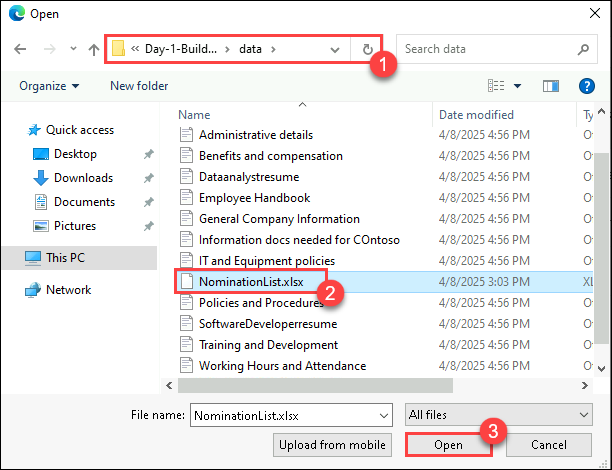 Open
« Day-1-Build... > data >
1
Search data
Organize
New folder
?
Name
Date modified
Ty
Quick access
Desktop
Downloads
Documents
Pictures
This PC
Network
Administrative details 4/8/2025 4:56 PM O
Benefits and compensation 4/8/2025 4:56 PM O
Dataanalystresume 4/8/2025 4:56 PM O
Employee Handbook 4/8/2025 4:56 PM O
General Company Information 4/8/2025 4:56 PM O
Information docs needed for COntoso 4/8/2025 4:56 PM O
IT and Equipment policies 4/8/2025 4:56 PM O
NominationList.xlsx 4/8/2025 3:03 PM XL
2
Policies and Procedures 4/8/2025 4:56 PM O
SoftwareDeveloperresume 4/8/2025 4:56 PM O
Training and Development 4/8/2025 4:56 PM O
Working Hours and Attendance 4/8/2025 4:56 PM O
File name: NominationList.xlsx
All files
3
Upload from mobile
Open
Cancel